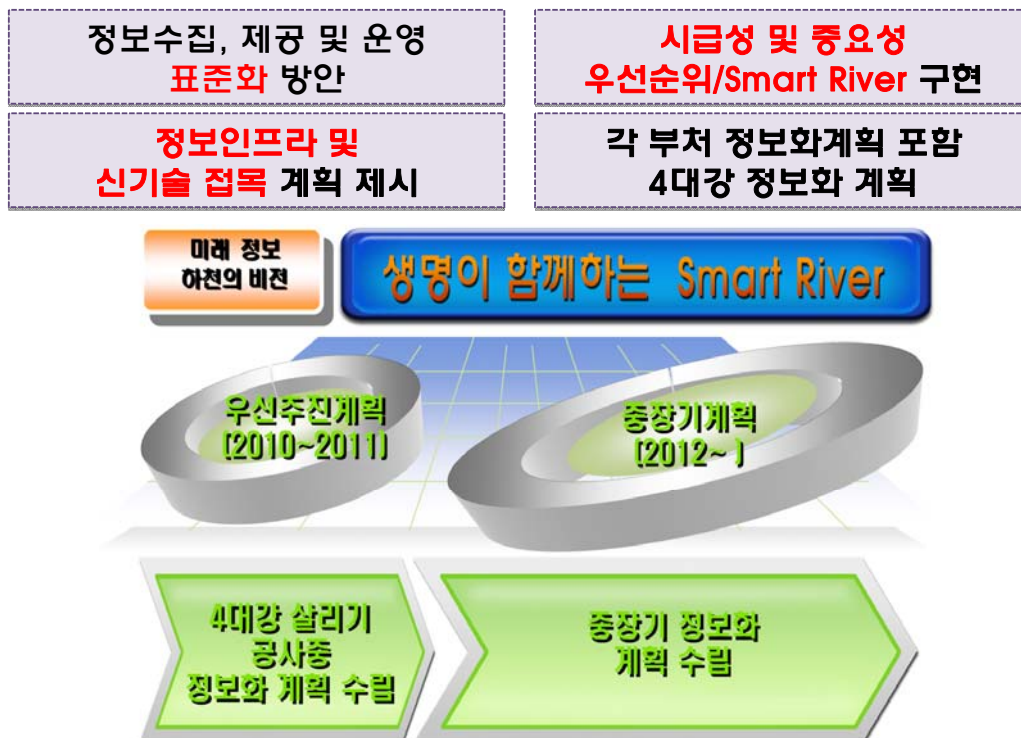 정보수집, 제공 및 운영
표준화 방안
시급성 및 중요성
우선순위/Smart River 구현
정보인프라 및
신기술 접목 계획 제시
각 부처 정보화계획 포함
4대강 정보화 계획
미래 정보
하천의 비전
생명이 함께하는 Smart River
우선추진계획
(2010~2011)
중장기계획
(2012~ )
4대강 살리기
공사중
정보화 계획 수립
중장기 정보화
계획 수립